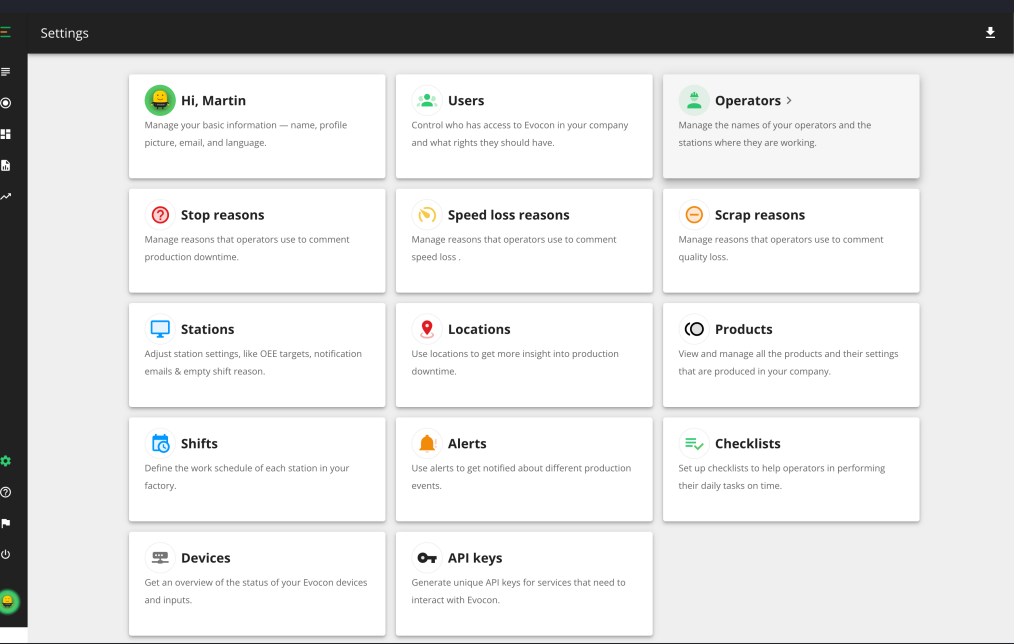 Settings
Hi, Martin
Manage your basic information — name, profile
picture, email, and language.
Users
Control who has access to Evocon in your company
and what rights they should have.
Operators
Manage the names of your operators and the
stations where they are working.
Stop reasons
Manage reasons that operators use to comment
production downtime.
Speed loss reasons
Manage reasons that operators use to comment
speed loss .
Scrap reasons
Manage reasons that operators use to comment
quality loss.
Stations
Adjust station settings, like OEE targets, notification
emails & empty shift reason.
Locations
Use locations to get more insight into production
downtime.
Products
View and manage all the products and their settings
that are produced in your company.
Shifts
Define the work schedule of each station in your
factory.
Alerts
Use alerts to get notified about different production
events.
Checklists
Set up checklists to help operators in performing
their daily tasks on time.
Devices
Get an overview of the status of your Evocon devices
and inputs.
API keys
Generate unique API keys for services that need to
interact with Evocon.